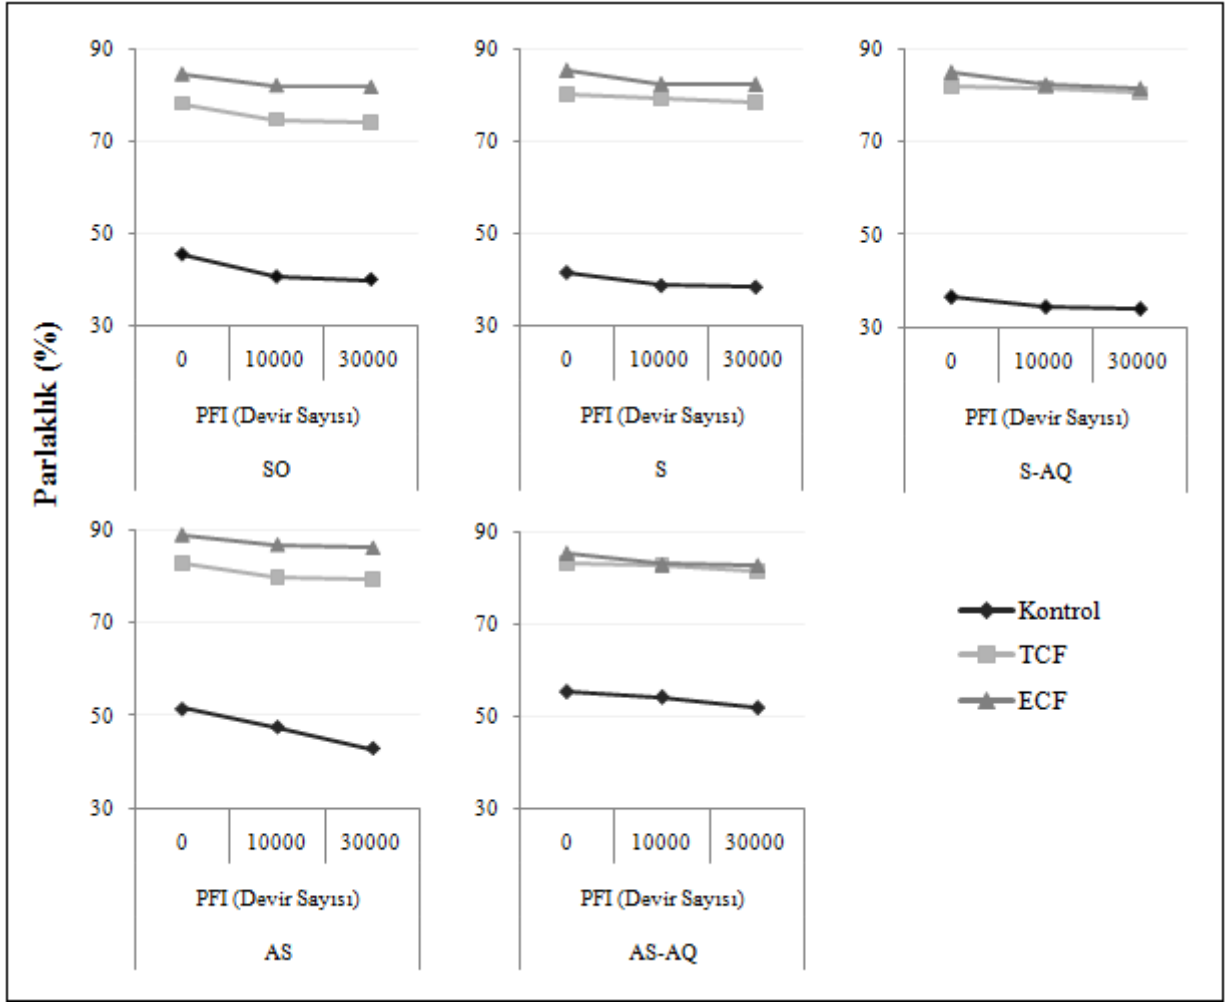 Parlaklık (%)
90
70
50
30
0 10000 30000
PFI (Devir Sayısı)
SO
90
70
50
30
0 10000 30000
PFI (Devir Sayısı)
S
90
70
50
30
0 10000 30000
PFI (Devir Sayısı)
S-AQ
90
70
50
30
0 10000 30000
PFI (Devir Sayısı)
AS
90
70
50
30
0 10000 30000
PFI (Devir Sayısı)
AS-AQ
Kontrol
TCF
ECF